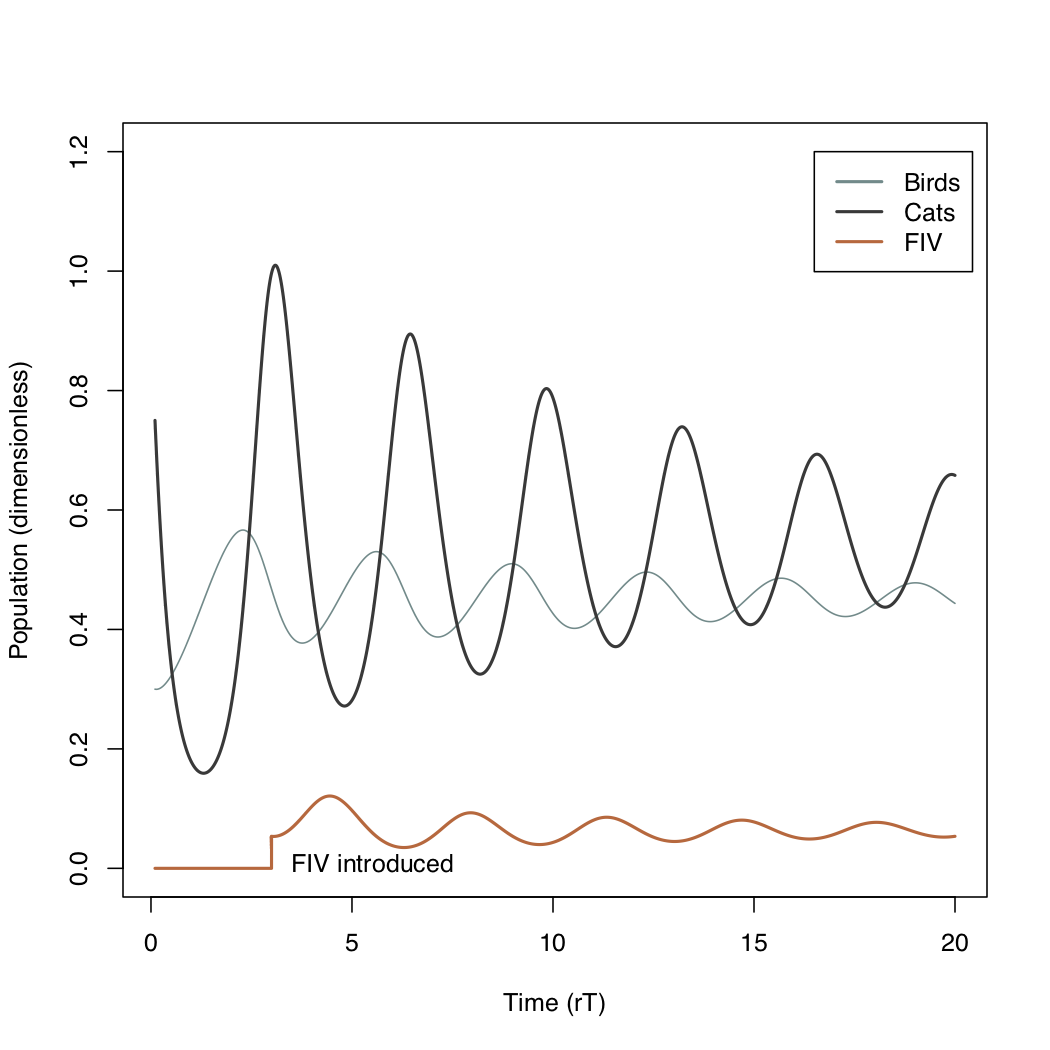 Population (dimensionless)
1.2
1.0
0.8
0.6
0.4
0.2
0.0
Birds
Cats
FIV
FIV introduced
0 5 10 15 20
Time (rT)